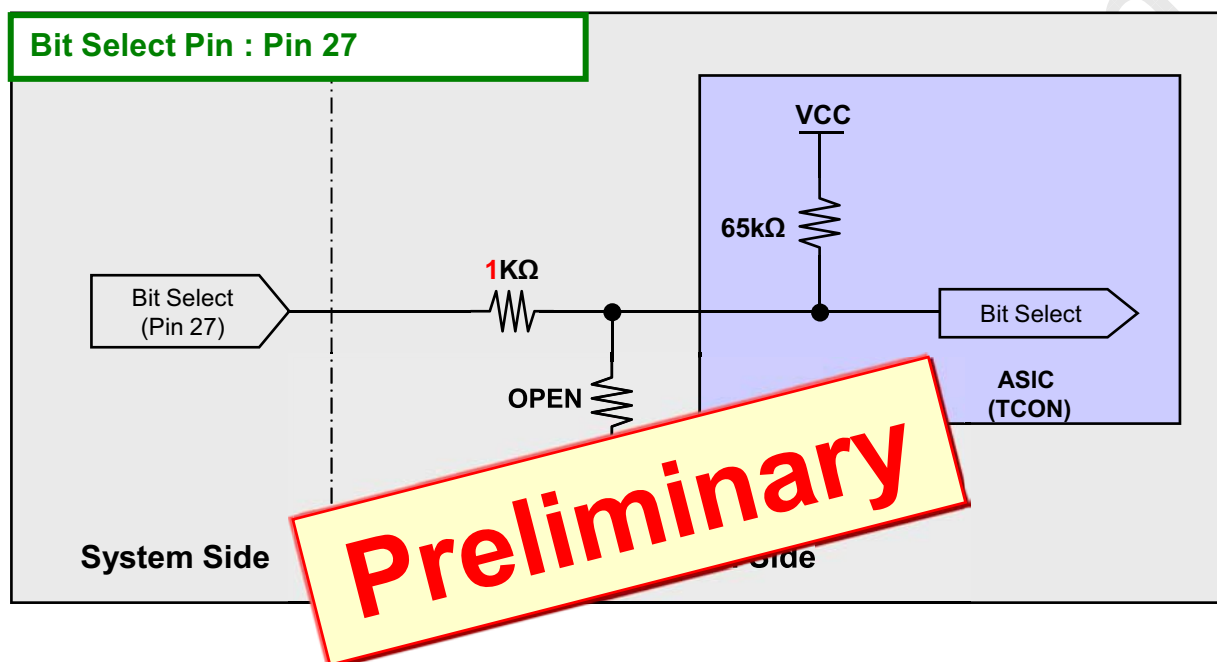 Bit Select Pin : Pin 27
VCC
65kΩ
1KΩ
Bit Select
(Pin 27)
Bit Select
OPEN
ASIC
(TCON)
Preliminary
System Side
Side